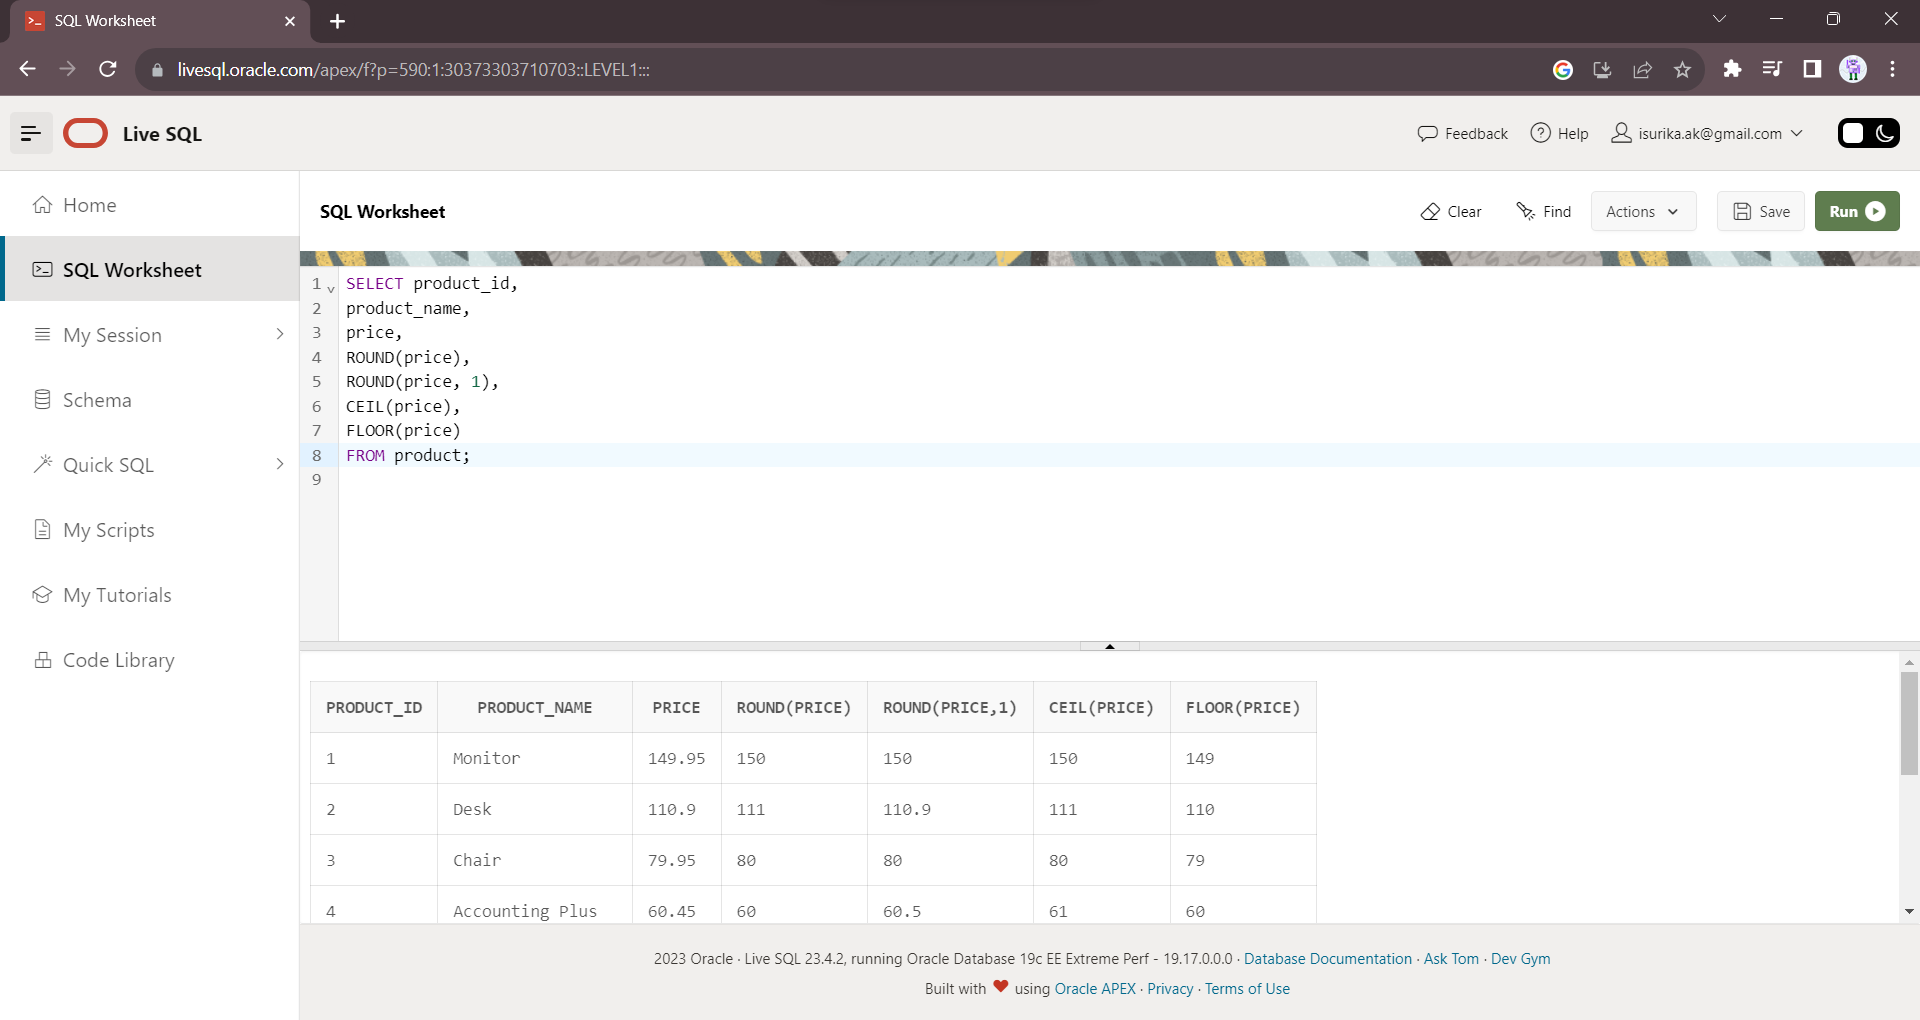 SQL Worksheet
livesql.oracle.com/apex/f?p=590:1:30373303710703::LEVEL1:::
Live SQL
Feedback
Help
isurika.ak@gmail.com
Home
SQL Worksheet
My Session
Schema
Quick SQL
My Scripts
My Tutorials
Code Library
SQL Worksheet
Clear
Find
Actions
Save
Run
1 SELECT product_id,
2 product_name,
3 price,
4 ROUND(price),
5 ROUND(price, 1),
6 CEIL(price),
7 FLOOR(price)
8 FROM product;
9
PRODUCT_ID PRODUCT_NAME PRICE ROUND(PRICE) ROUND(PRICE,1) CEIL(PRICE) FLOOR(PRICE)
1 Monitor 149.95 150 150 150 149
2 Desk 110.9 111 110.9 111 110
3 Chair 79.95 80 80 80 79
4 Accounting Plus 60.45 60 60.5 61 60
2023 Oracle · Live SQL 23.4.2, running Oracle Database 19c EE Extreme Perf - 19.17.0.0.0 · Database Documentation · Ask Tom · Dev Gym
Built with ❤ using Oracle APEX · Privacy · Terms of Use